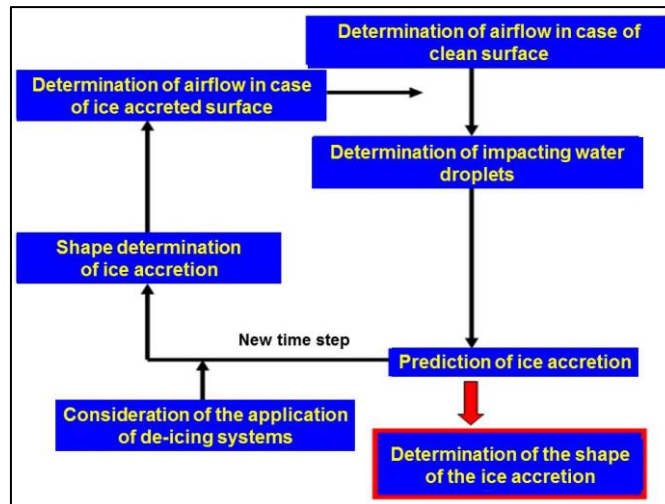 Determination of airflow in case of
clean surface
Determination of airflow in case
of ice accreted surface
Determination of impacting water
droplets
Shape determination
of ice accretion
New time step
Prediction of ice accretion
Consideration of the application
of de-icing systems
Determination of the shape
of the ice accretion